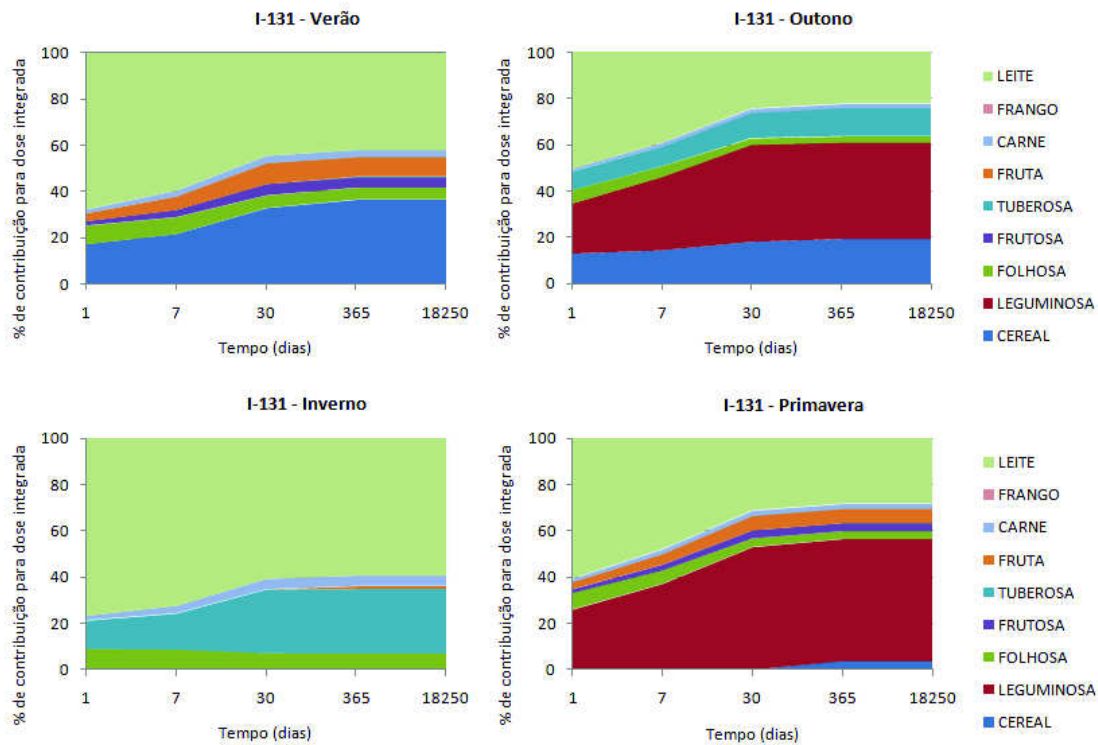 I-131 - Verão
% de contribuição para dose integrada
100
80
60
40
20
0
1 7 30 365 18250
Tempo (dias)
I-131 - Outono
% de contribuição para dose integrada
100
80
60
40
20
0
1 7 30 365 18250
Tempo (dias)
LEITE
FRANGO
CARNE
FRUTA
TUBEROSA
FRUTOSA
FOLHOSA
LEGUMINOSA
CEREAL
I-131 - Inverno
% de contribuição para dose integrada
100
80
60
40
20
0
1 7 30 365 18250
Tempo (dias)
I-131 - Primavera
% de contribuição para dose integrada
100
80
60
40
20
0
1 7 30 365 18250
Tempo (dias)
LEITE
FRANGO
CARNE
FRUTA
TUBEROSA
FRUTOSA
FOLHOSA
LEGUMINOSA
CEREAL